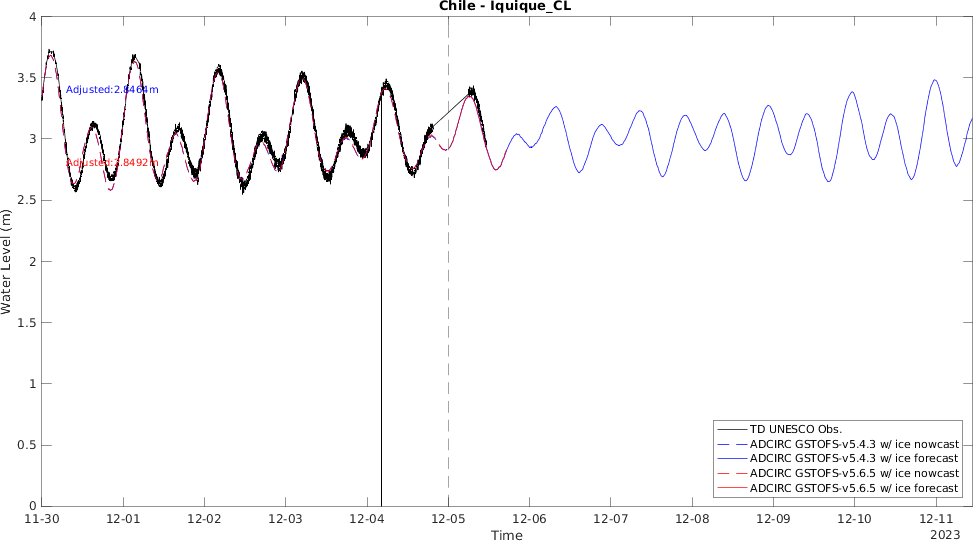 Chile - Iquique_CL
4
3.5
3
2.5
2
1.5
1
0.5
0
Water Level (m)
Adjusted:2.8464m
Adjusted:2.8492m
TD UNESCO Obs.
ADCIRC GSTOFS-v5.4.3 w/ ice nowcast
ADCIRC GSTOFS-v5.4.3 w/ ice forecast
ADCIRC GSTOFS-v5.6.5 w/ ice nowcast
ADCIRC GSTOFS-v5.6.5 w/ ice forecast
11-30 12-01 12-02 12-03 12-04 12-05 12-06 12-07 12-08 12-09 12-10 12-11
2023
Time